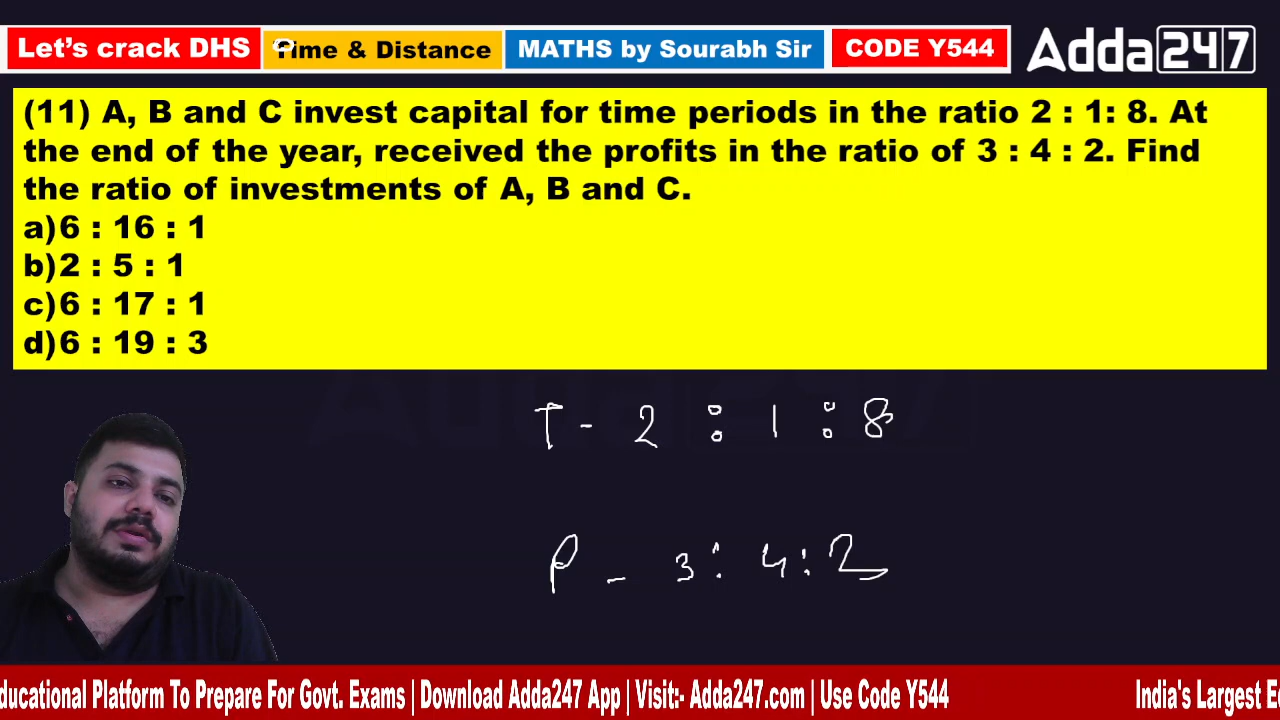 Let's crack DHS Time & Distance MATHS by Sourabh Sir CODE Y544 Adda247
(11) A, B and C invest capital for time periods in the ratio 2 : 1: 8. At
the end of the year, received the profits in the ratio of 3 : 4 : 2. Find
the ratio of investments of A, B and C.
a)6 : 16 : 1
b)2 : 5 : 1
c)6 : 17 : 1
d)6 : 19 : 3
T - 2 : 1 : 8
P - 3 : 4 : 2
ducational Platform To Prepare For Govt. Exams | Download Adda247 App | Visit:- Adda247.com | Use Code Y544 India's Largest E